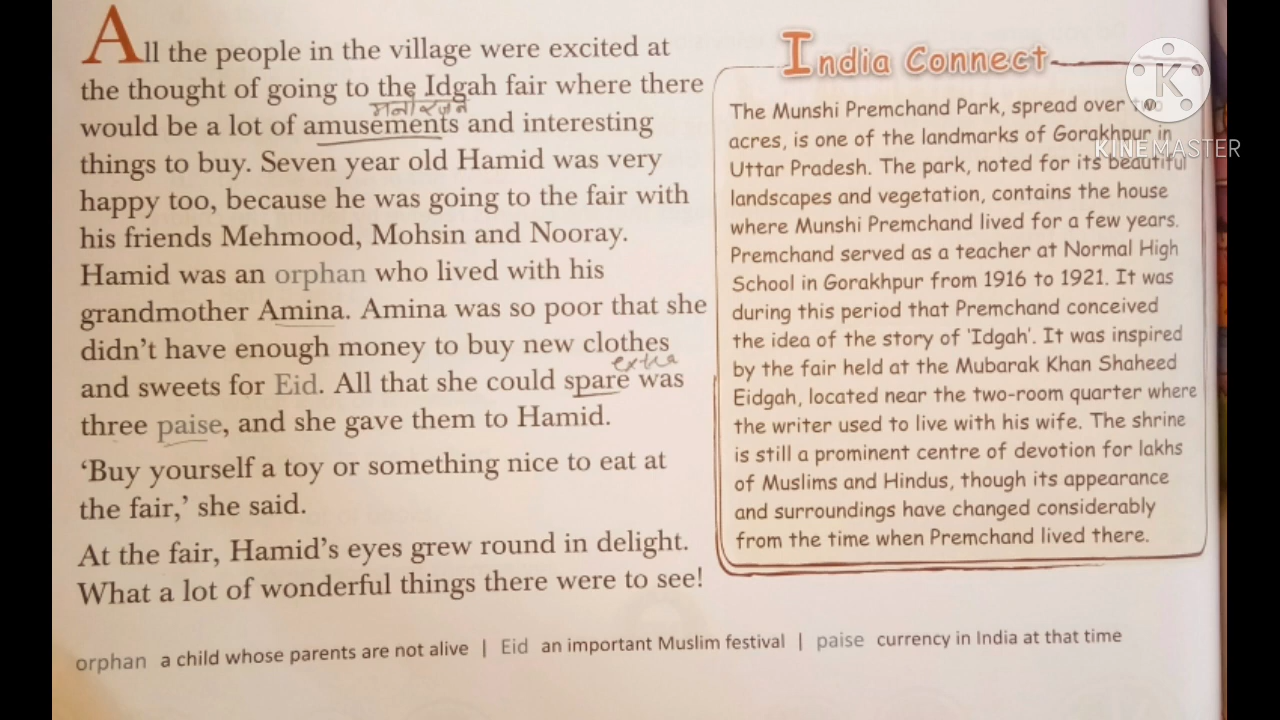 All the people in the village were excited at
the thought of going to the Idgah fair where there
मनोरंजन
would be a lot of amusements and interesting
things to buy. Seven year old Hamid was very
happy too, because he was going to the fair with
his friends Mehmood, Mohsin and Nooray.
Hamid was an orphan who lived with his
grandmother Amina. Amina was so poor that she
didn't have enough money to buy new clothes
extra
and sweets for Eid. All that she could spare was
three paise, and she gave them to Hamid.
'Buy yourself a toy or something nice to eat at
the fair,' she said.
At the fair, Hamid's eyes grew round in delight.
What a lot of wonderful things there were to see!
India Connect
The Munshi Premchand Park, spread over two
acres, is one of the landmarks of Gorakhpur in
Uttar Pradesh. The park, noted for its beautiful
landscapes and vegetation, contains the house
where Munshi Premchand lived for a few years.
Premchand served as a teacher at Normal High
School in Gorakhpur from 1916 to 1921. It was
during this period that Premchand conceived
the idea of the story of 'Idgah'. It was inspired
by the fair held at the Mubarak Khan Shaheed
Eidgah, located near the two-room quarter where
the writer used to live with his wife. The shrine
is still a prominent centre of devotion for lakhs
of Muslims and Hindus, though its appearance
and surroundings have changed considerably
from the time when Premchand lived there.
orphan a child whose parents are not alive | Eid an important Muslim festival | paise currency in India at that time
K
KINEMASTER